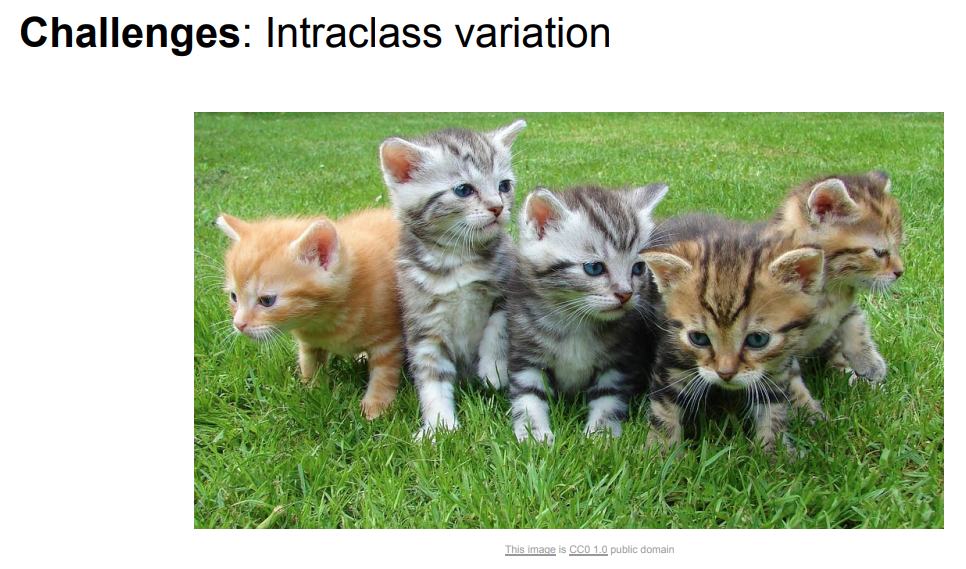 Challenges: Intraclass variation
This image is CC0 1.0 public domain